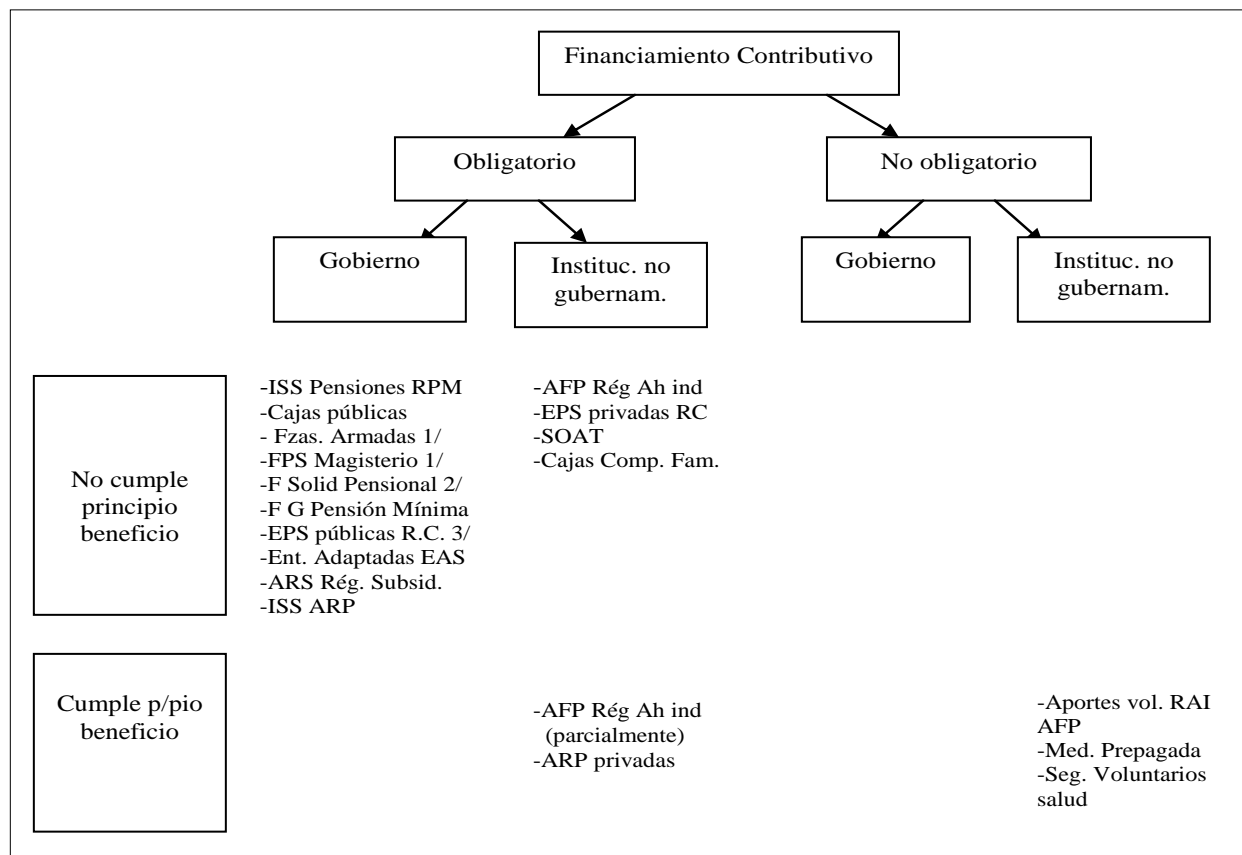 Financiamiento Contributivo
Obligatorio
No obligatorio
Gobierno
Instituc. no
gubernam.
Gobierno
Instituc. no
gubernam.
No cumple
principio
beneficio
-ISS Pensiones RPM
-Cajas públicas
- Fzas. Armadas 1/
-FPS Magisterio 1/
-F Solid Pensional 2/
-F G Pensión Mínima
-EPS públicas R.C. 3/
-Ent. Adaptadas EAS
-ARS Rég. Subsid.
-ISS ARP
-AFP Rég Ah ind
-EPS privadas RC
-SOAT
-Cajas Comp. Fam.
Cumple p/pio
beneficio
-AFP Rég Ah ind
(parcialmente)
-ARP privadas
-Aportes vol. RAI
AFP
-Med. Prepagada
-Seg. Voluntarios
salud